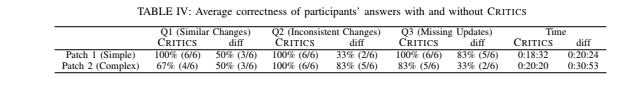 TABLE IV: Average correctness of participants' answers with and without CRITICS
Q1 (Similar Changes) Q2 (Inconsistent Changes) Q3 (Missing Updates) Time
CRITICS diff CRITICS diff CRITICS diff CRITICS diff
Patch 1 (Simple) 100% (6/6) 50% (3/6) 100% (6/6) 33% (2/6) 100% (6/6) 83% (5/6) 0:18:32 0:20:24
Patch 2 (Complex) 67% (4/6) 50% (3/6) 100% (6/6) 83% (5/6) 83% (5/6) 33% (2/6) 0:20:20 0:30:53